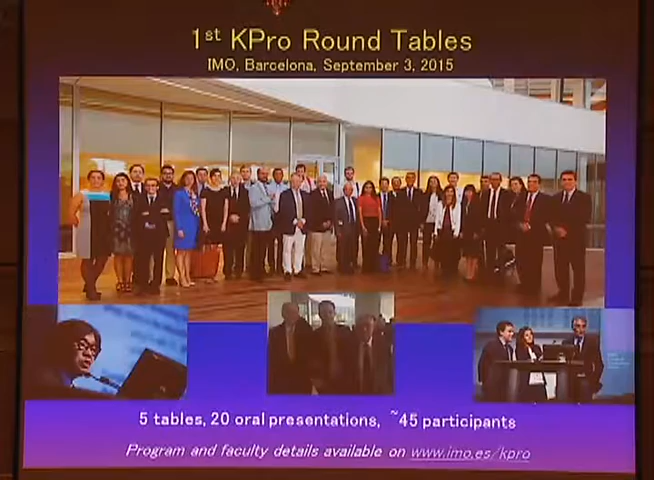 1st KPro Round Tables
IMO, Barcelona, September 3, 2015
5 tables, 20 oral presentations, ~45 participants
Program and faculty details available on www.imo.es/kpro